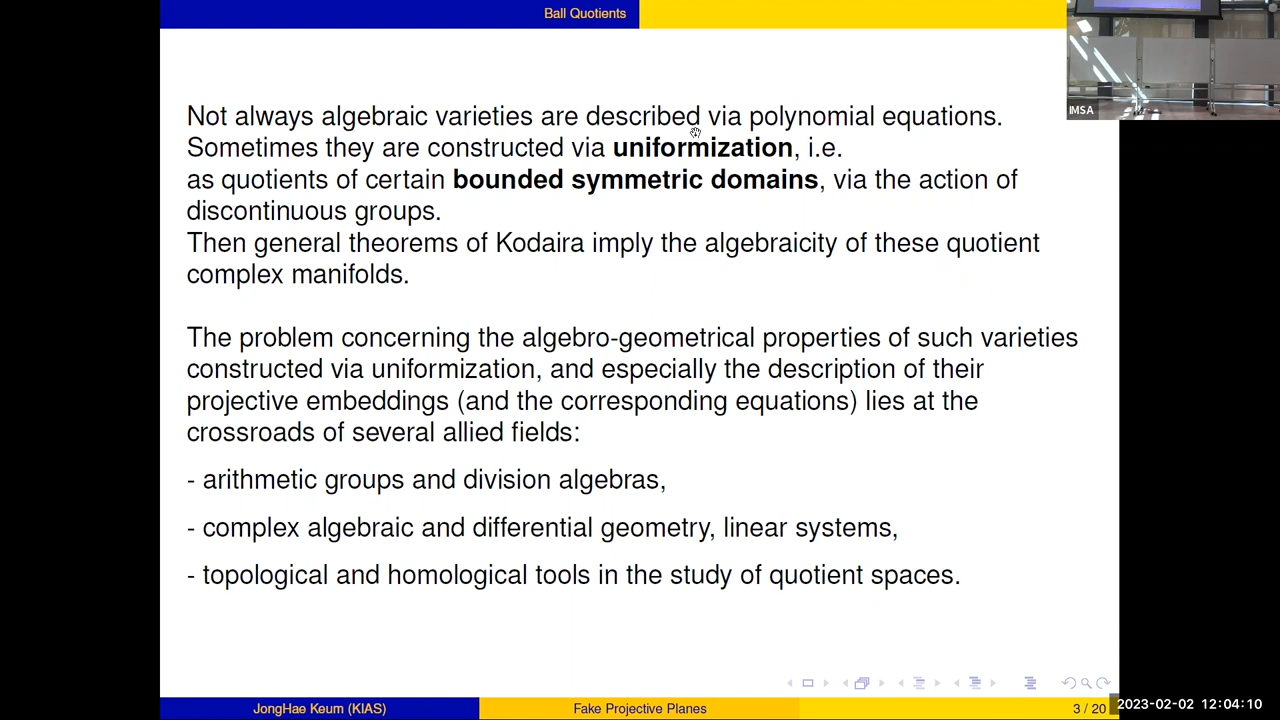 Ball Quotients
IMSA
Not always algebraic varieties are described via polynomial equations.
Sometimes they are constructed via uniformization, i.e.
as quotients of certain bounded symmetric domains, via the action of
discontinuous groups.
Then general theorems of Kodaira imply the algebraicity of these quotient
complex manifolds.
The problem concerning the algebro-geometrical properties of such varieties
constructed via uniformization, and especially the description of their
projective embeddings (and the corresponding equations) lies at the
crossroads of several allied fields:
- arithmetic groups and division algebras,
- complex algebraic and differential geometry, linear systems,
- topological and homological tools in the study of quotient spaces.
JongHae Keum (KIAS)
Fake Projective Planes
3 / 20
2023-02-02 12:04:10